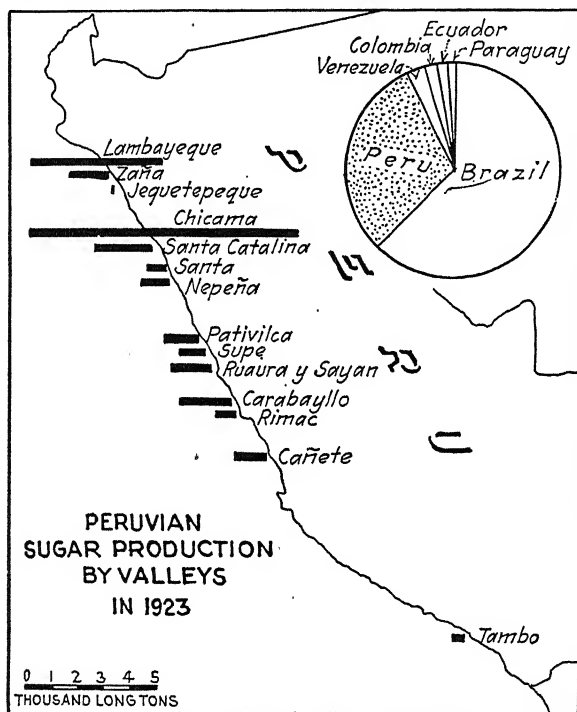 Ecuador
Colombia Paraguay
Venezuela
Peru
Brazil
Lambayeque
Zaña
Jequetepeque
Chicama
Santa Catalina
Santa
Nepeña
Pativilca
Supe
Ruaura y Sayan
Carabayllo
Rimac
Cañete
PERUVIAN
SUGAR PRODUCTION
BY VALLEYS
IN 1923
Tambo
0 1 2 3 4 5
THOUSAND LONG TONS